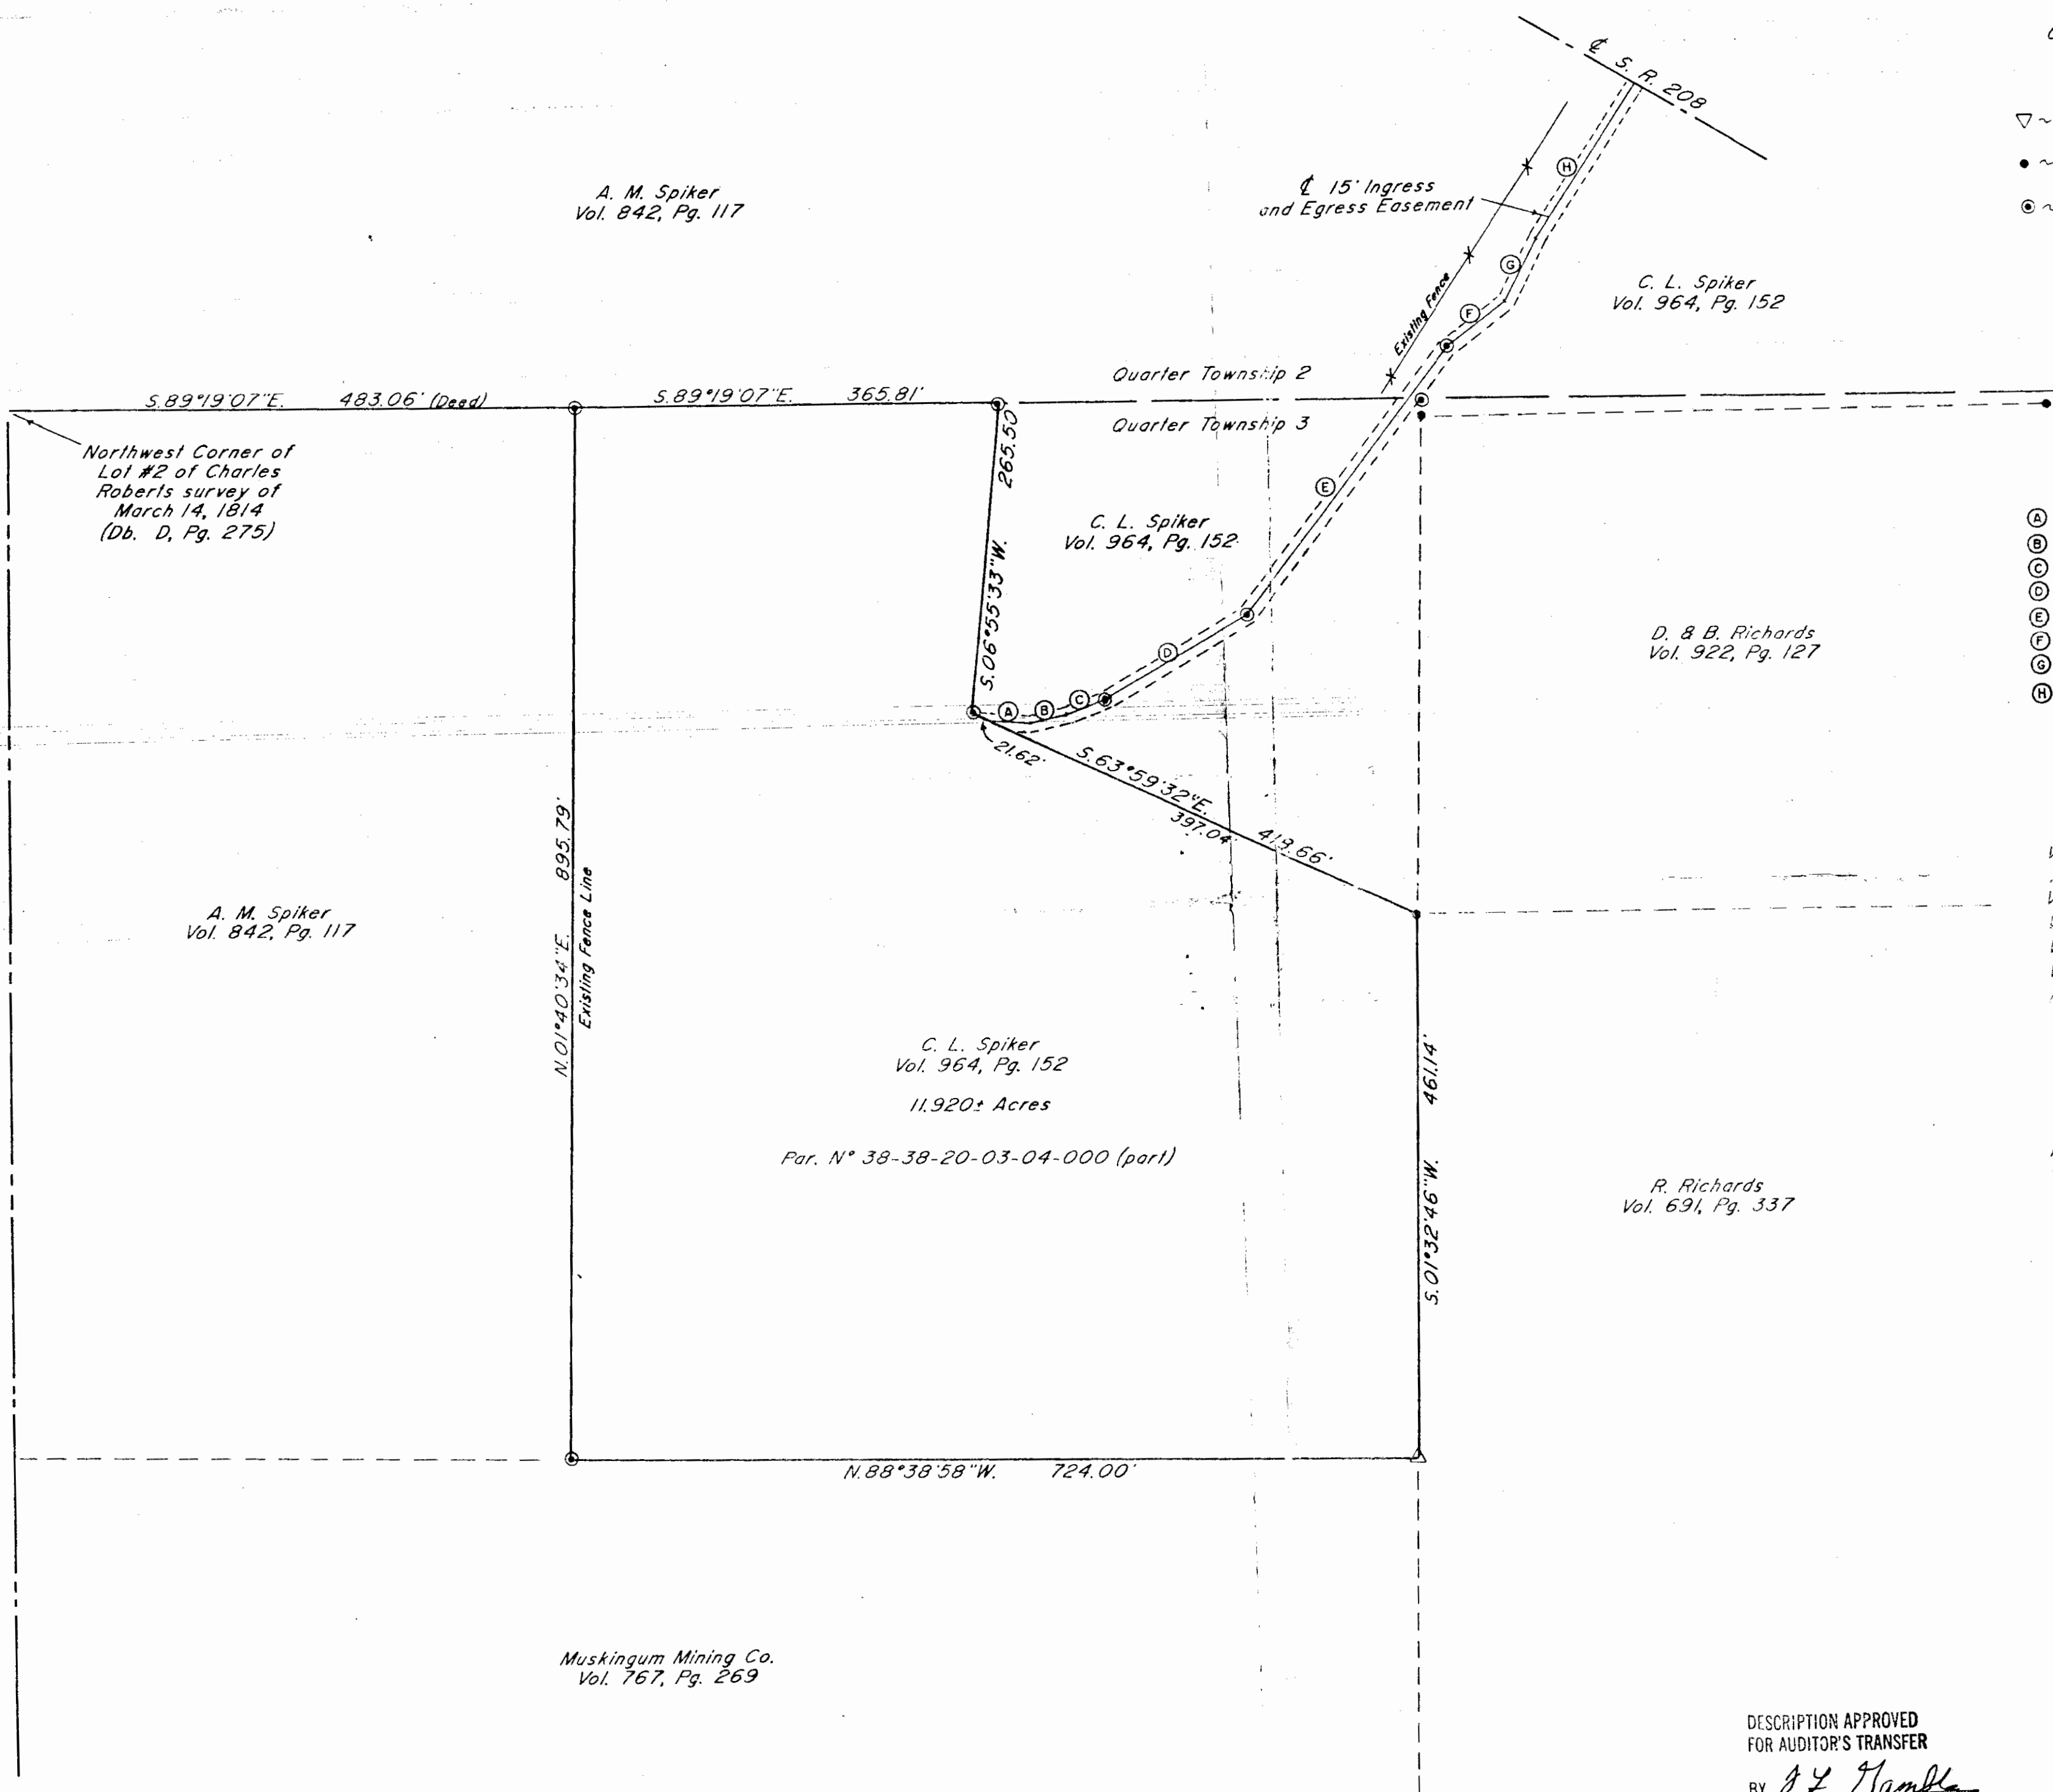 ℄ S. R. 208
A. M. Spiker
Vol. 842, Pg. 117
℄ 15' Ingress
and Egress Easement
H
G
F
Existing Fence
C. L. Spiker
Vol. 964, Pg. 152
Quarter Township 2
S.89°19'07"E. 483.06' (Deed)
S.89°19'07"E. 365.81'
Quarter Township 3
Northwest Corner of
Lot #2 of Charles
Roberts survey of
March 14, 1814
(Db. D, Pg. 275)
S.06°55'33"W. 265.50'
E
C. L. Spiker
Vol. 964, Pg. 152
A
B
C
D
E
F
G
H
D. & B. Richards
Vol. 922, Pg. 127
D
A B C
21.62'
S.63°59'32"E.
397.04'
N.01°40'34"E. 895.79'
Existing Fence Line
A. M. Spiker
Vol. 842, Pg. 117
C. L. Spiker
Vol. 964, Pg. 152
11.920± Acres
Par. Nº 38-38-20-03-04-000 (part)
S.01°32'46"W. 461.14'
R. Richards
Vol. 691, Pg. 337
N.88°38'58"W. 724.00'
Muskingum Mining Co.
Vol. 767, Pg. 269
DESCRIPTION APPROVED
FOR AUDITOR'S TRANSFER
BY